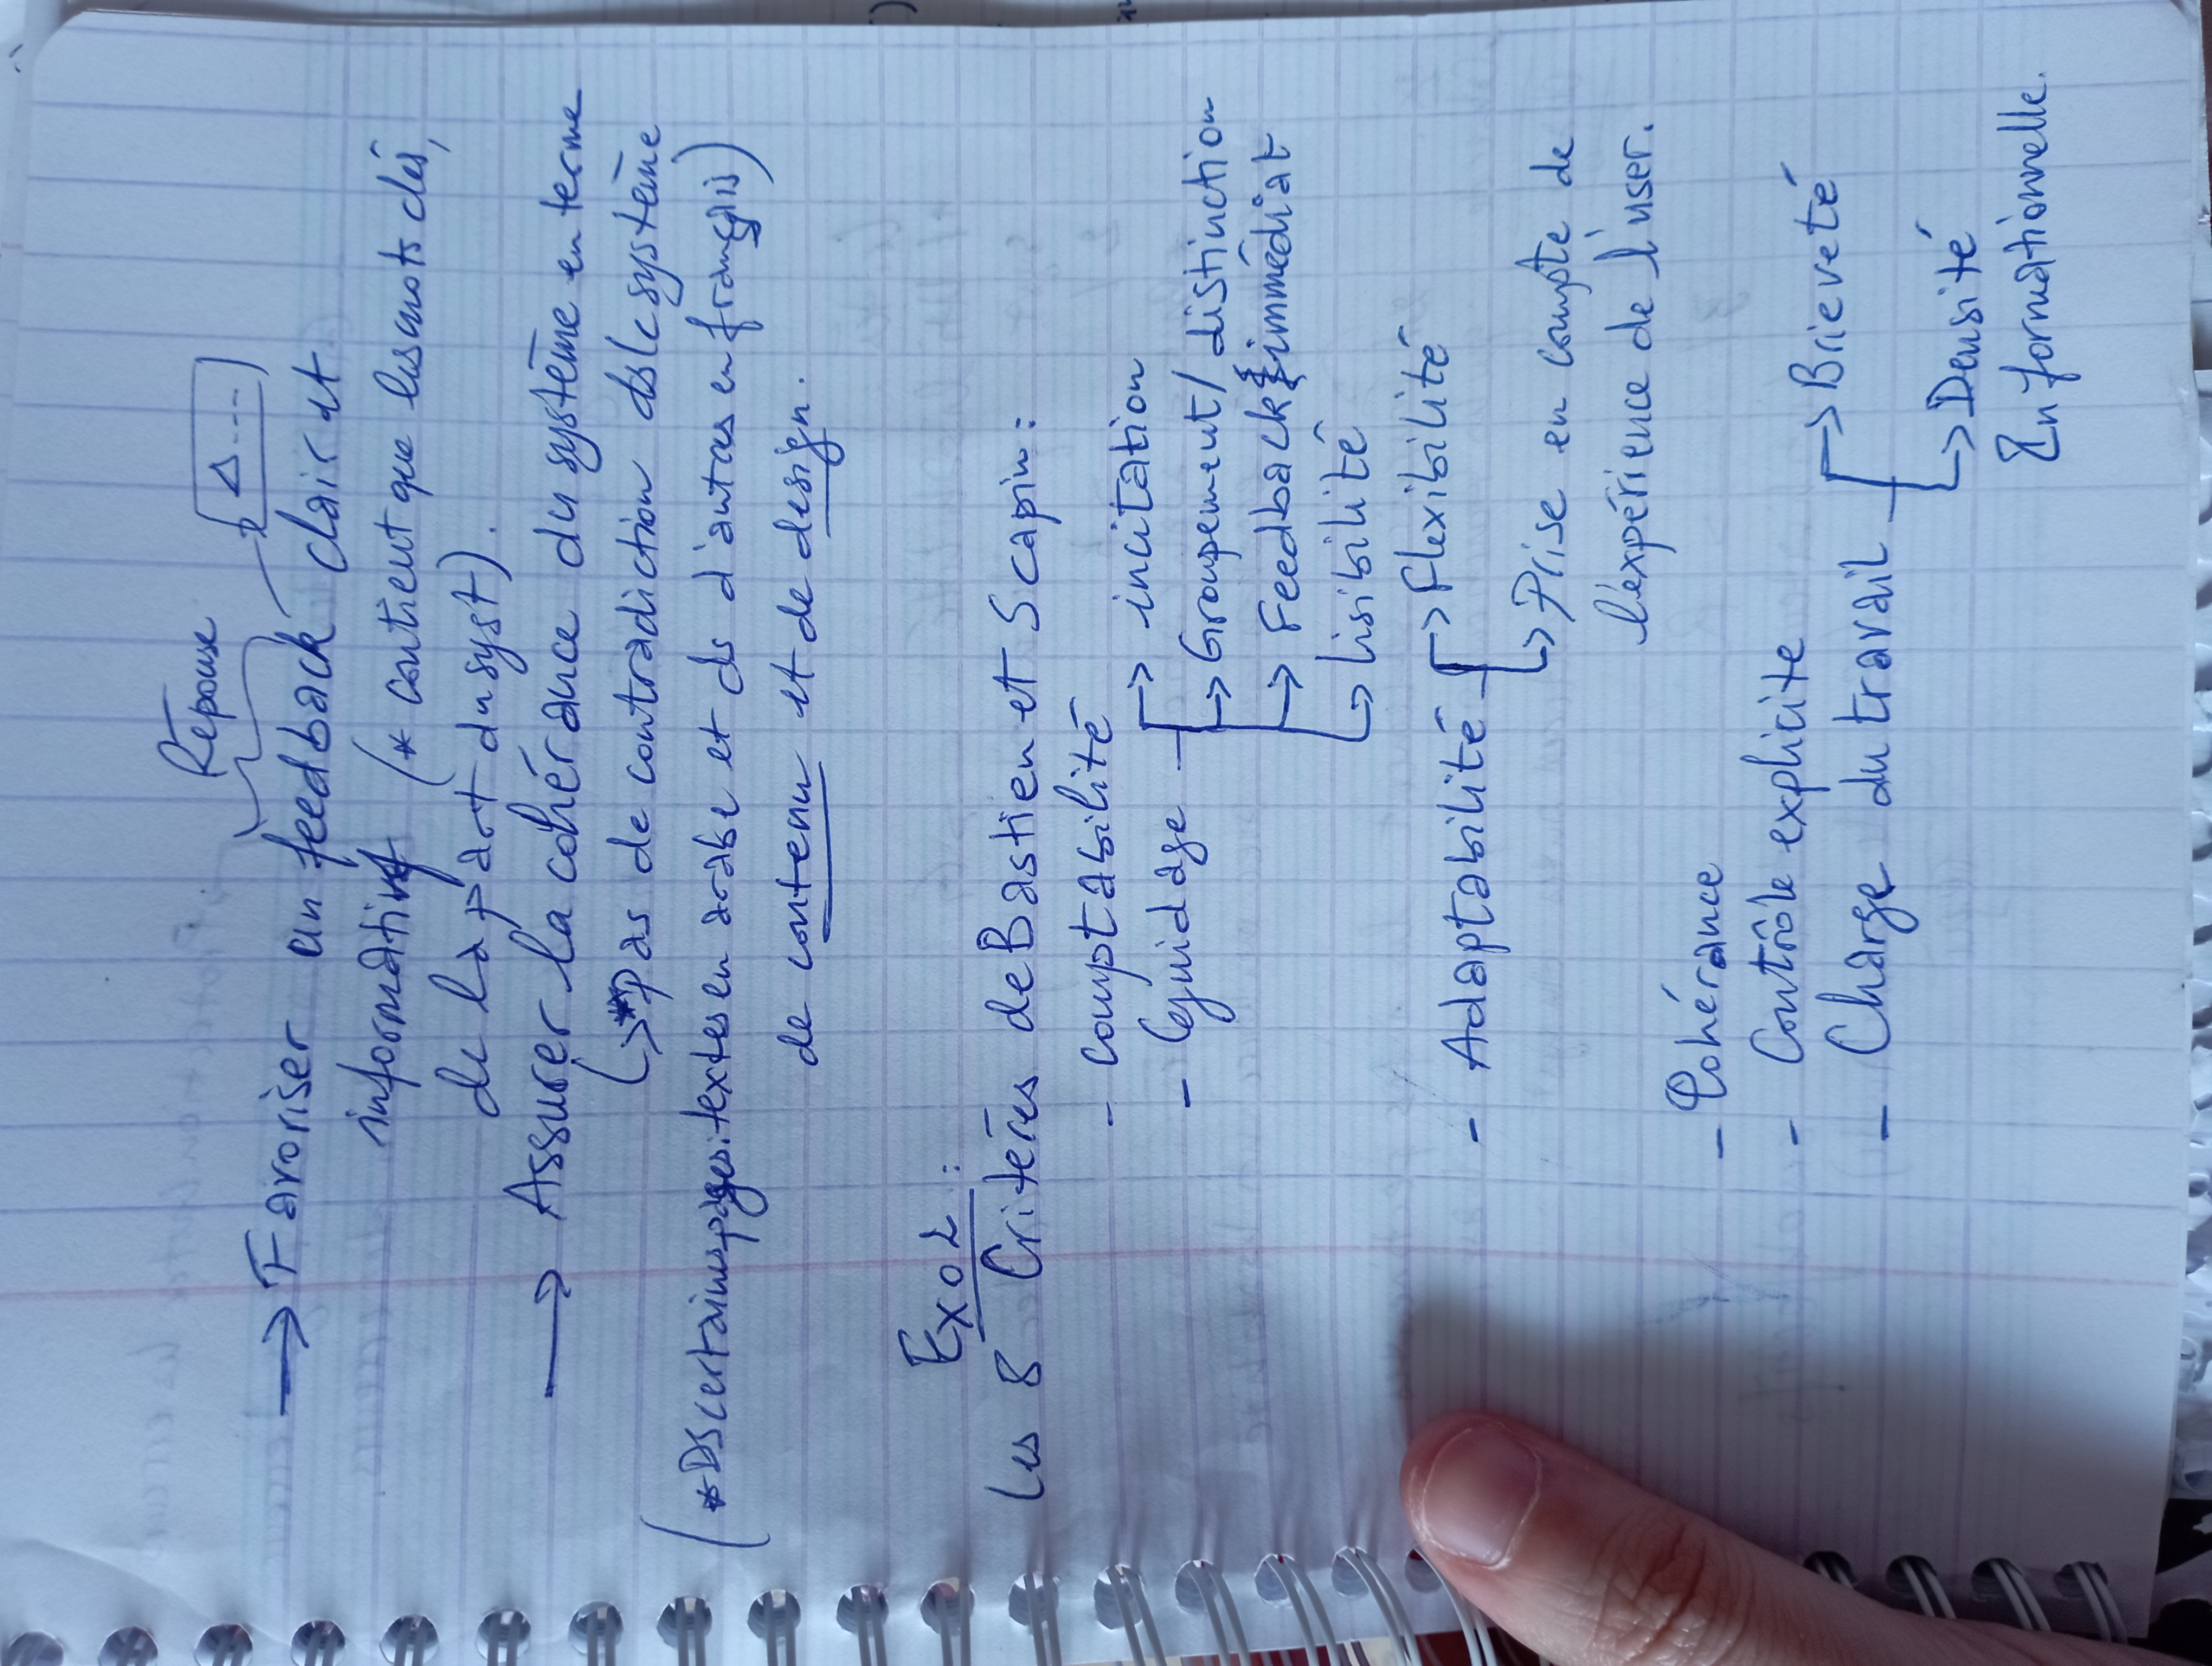 Réponse
△...
→ Favoriser un feedback clair et
informatif (* contient que les mots clés,
de la part du syst).
→ Assurer la cohérance du système en terme
↳ * pas de contradiction ds le système
(* Ds certaines pages: textes en arabe et ds d'autres en français)
de contenu et de design.
Exo 2 :
Les 8 Critères de Bastien et Scapin :
- comptabilité
- Guidage → incitation
→ Groupement / distinction
→ Feedback immédiat
↳ lisibilité
- Adaptabilité → Flexibilité
↳ Prise en compte de
l'expérience de l'user.
- Cohérance
- Contrôle explicite
- Charge du travail → Brieveté
↳ Densité
Informationnelle.